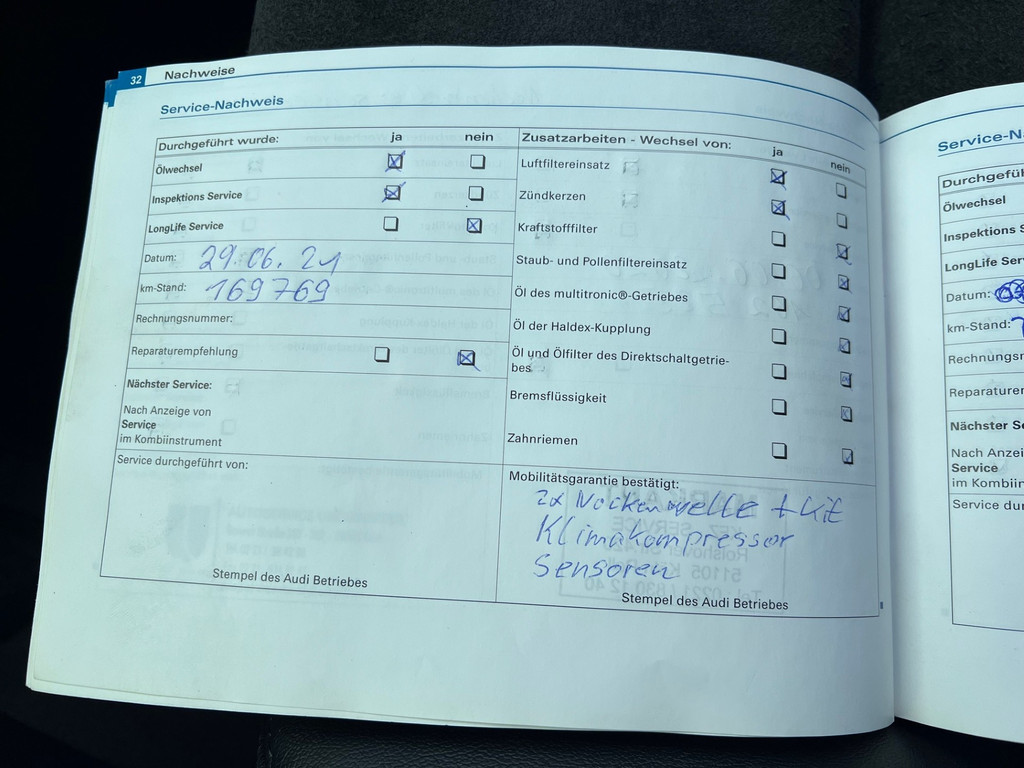 32 Nachweise
Service-Nachweis
Durchgeführt wurde: ja nein
Ölwechsel
Inspektions Service
LongLife Service
Datum: 29.06.21
km-Stand: 169769
Rechnungsnummer:
Reparaturempfehlung
Nächster Service:
Nach Anzeige von
Service
im Kombiinstrument
Service durchgeführt von:
Stempel des Audi Betriebes
Zusatzarbeiten - Wechsel von: ja nein
Luftfiltereinsatz
Zündkerzen
Kraftstofffilter
Staub- und Pollenfiltereinsatz
Öl des multitronic®-Getriebes
Öl der Haldex-Kupplung
Öl und Ölfilter des Direktschaltgetrie-
bes
Bremsflüssigkeit
Zahnriemen
Mobilitätsgarantie bestätigt:
2x Nockenwelle + Kit
Klimakompressor
Sensoren
Stempel des Audi Betriebes
Service-N
Durchgefüh
Ölwechsel
Inspektions
LongLife Serv
Datum:
km-Stand:
Rechnungsn
Reparaturem
Nächster Se
Nach Anzei
Service
im Kombiin
Service du